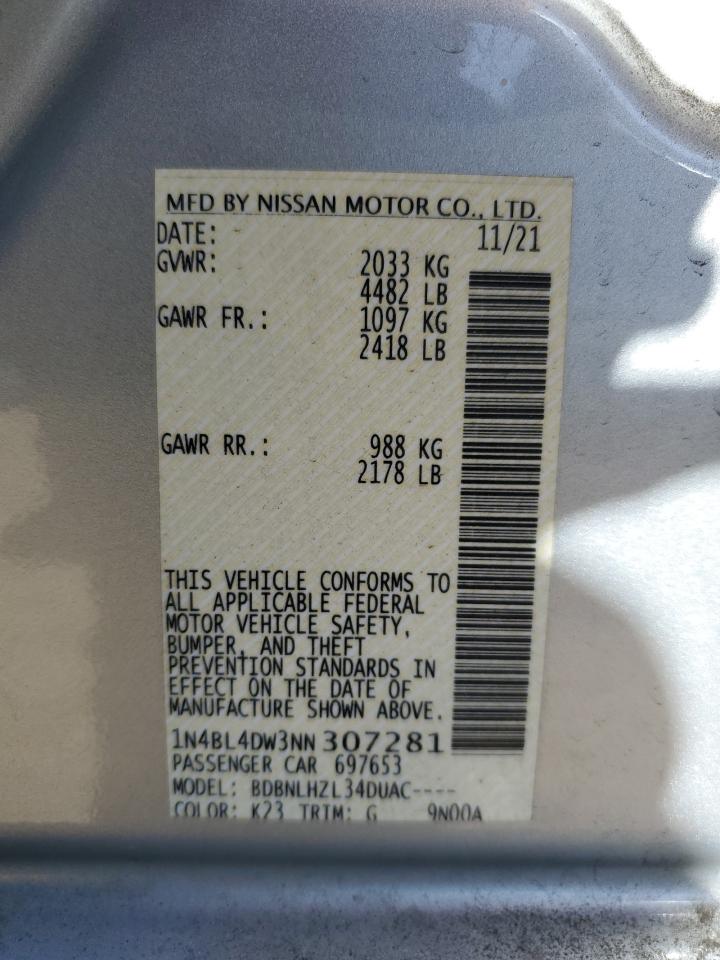 MFD BY NISSAN MOTOR CO., LTD.
DATE: 11/21
GVWR: 2033 KG
4482 LB
GAWR FR.: 1097 KG
2418 LB
GAWR RR.: 988 KG
2178 LB
THIS VEHICLE CONFORMS TO
ALL APPLICABLE FEDERAL
MOTOR VEHICLE SAFETY,
BUMPER, AND THEFT
PREVENTION STANDARDS IN
EFFECT ON THE DATE OF
MANUFACTURE SHOWN ABOVE.
1N4BL4DW3NN307281
PASSENGER CAR 697653
MODEL: BDBNLHZL34DUAC----
COLOR: K23 TRIM: G 9N00A